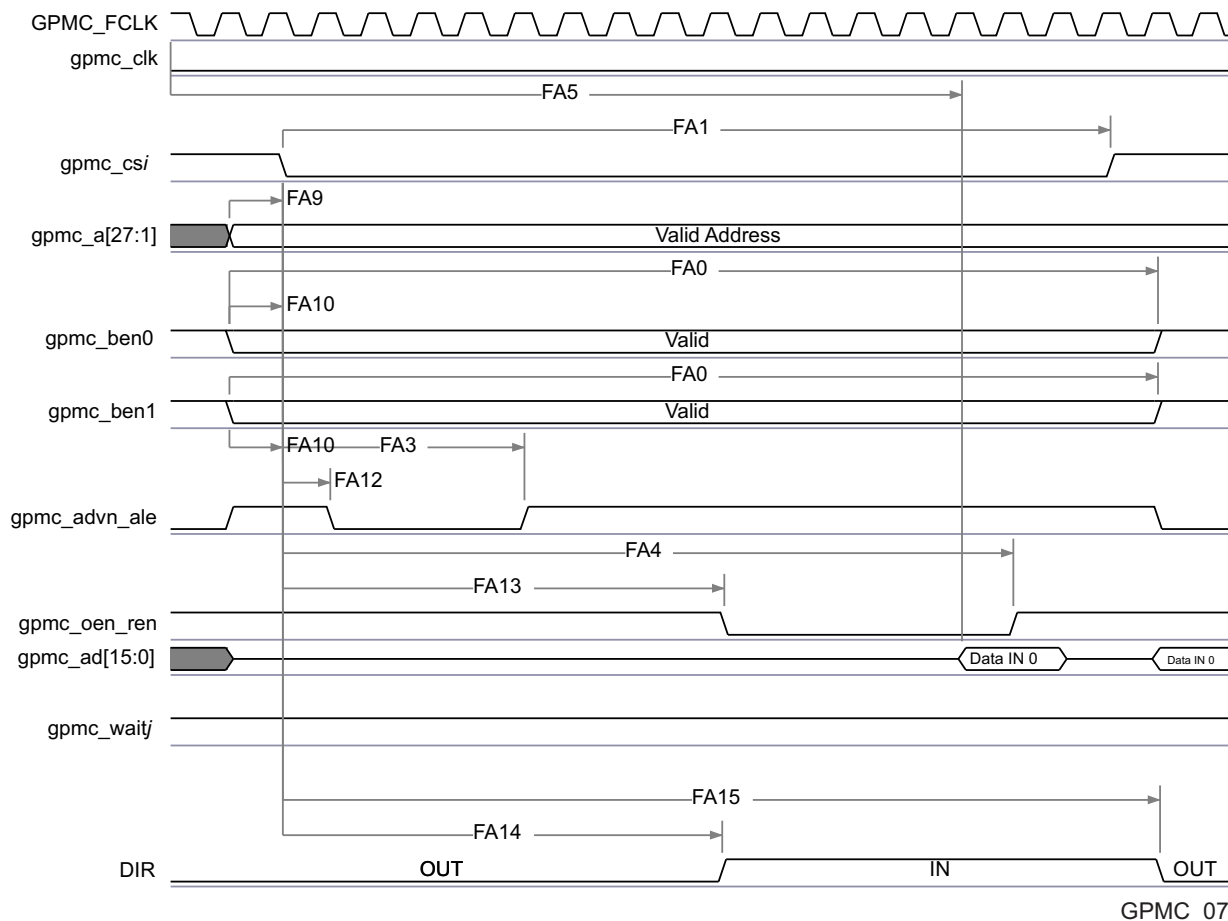 GPMC_FCLK
gpmc_clk
FA5
FA1
gpmc_csi
FA9
gpmc_a[27:1]
Valid Address
FA0
FA10
gpmc_ben0
Valid
FA0
gpmc_ben1
Valid
FA10
FA3
FA12
gpmc_advn_ale
FA4
FA13
gpmc_oen_ren
gpmc_ad[15:0]
Data IN 0
Data IN 0
gpmc_waitj
FA15
FA14
DIR
OUT
IN
OUT
GPMC_07